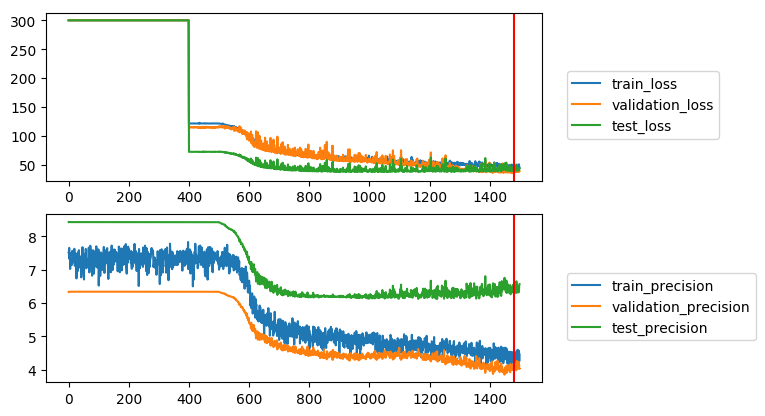 300
250
200
150
100
50
0 200 400 600 800 1000 1200 1400
train_loss
validation_loss
test_loss
8
7
6
5
4
0 200 400 600 800 1000 1200 1400
train_precision
validation_precision
test_precision